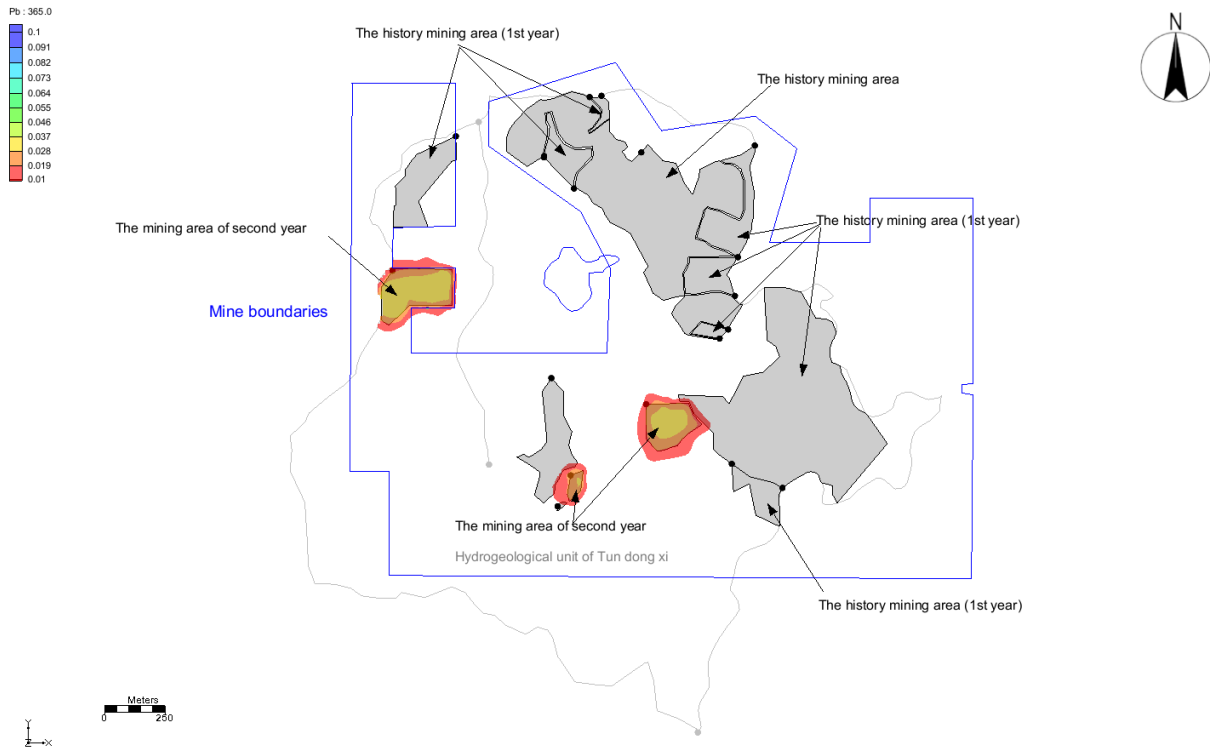 Pb : 365.0
0.1
0.091
0.082
0.073
0.064
0.055
0.046
0.037
0.028
0.019
0.01
The history mining area (1st year)
N
The history mining area
The mining area of second year
The history mining area (1st year)
Mine boundaries
The mining area of second year
Hydrogeological unit of Tun dong xi
The history mining area (1st year)
Meters
0
250
Y
Z
X